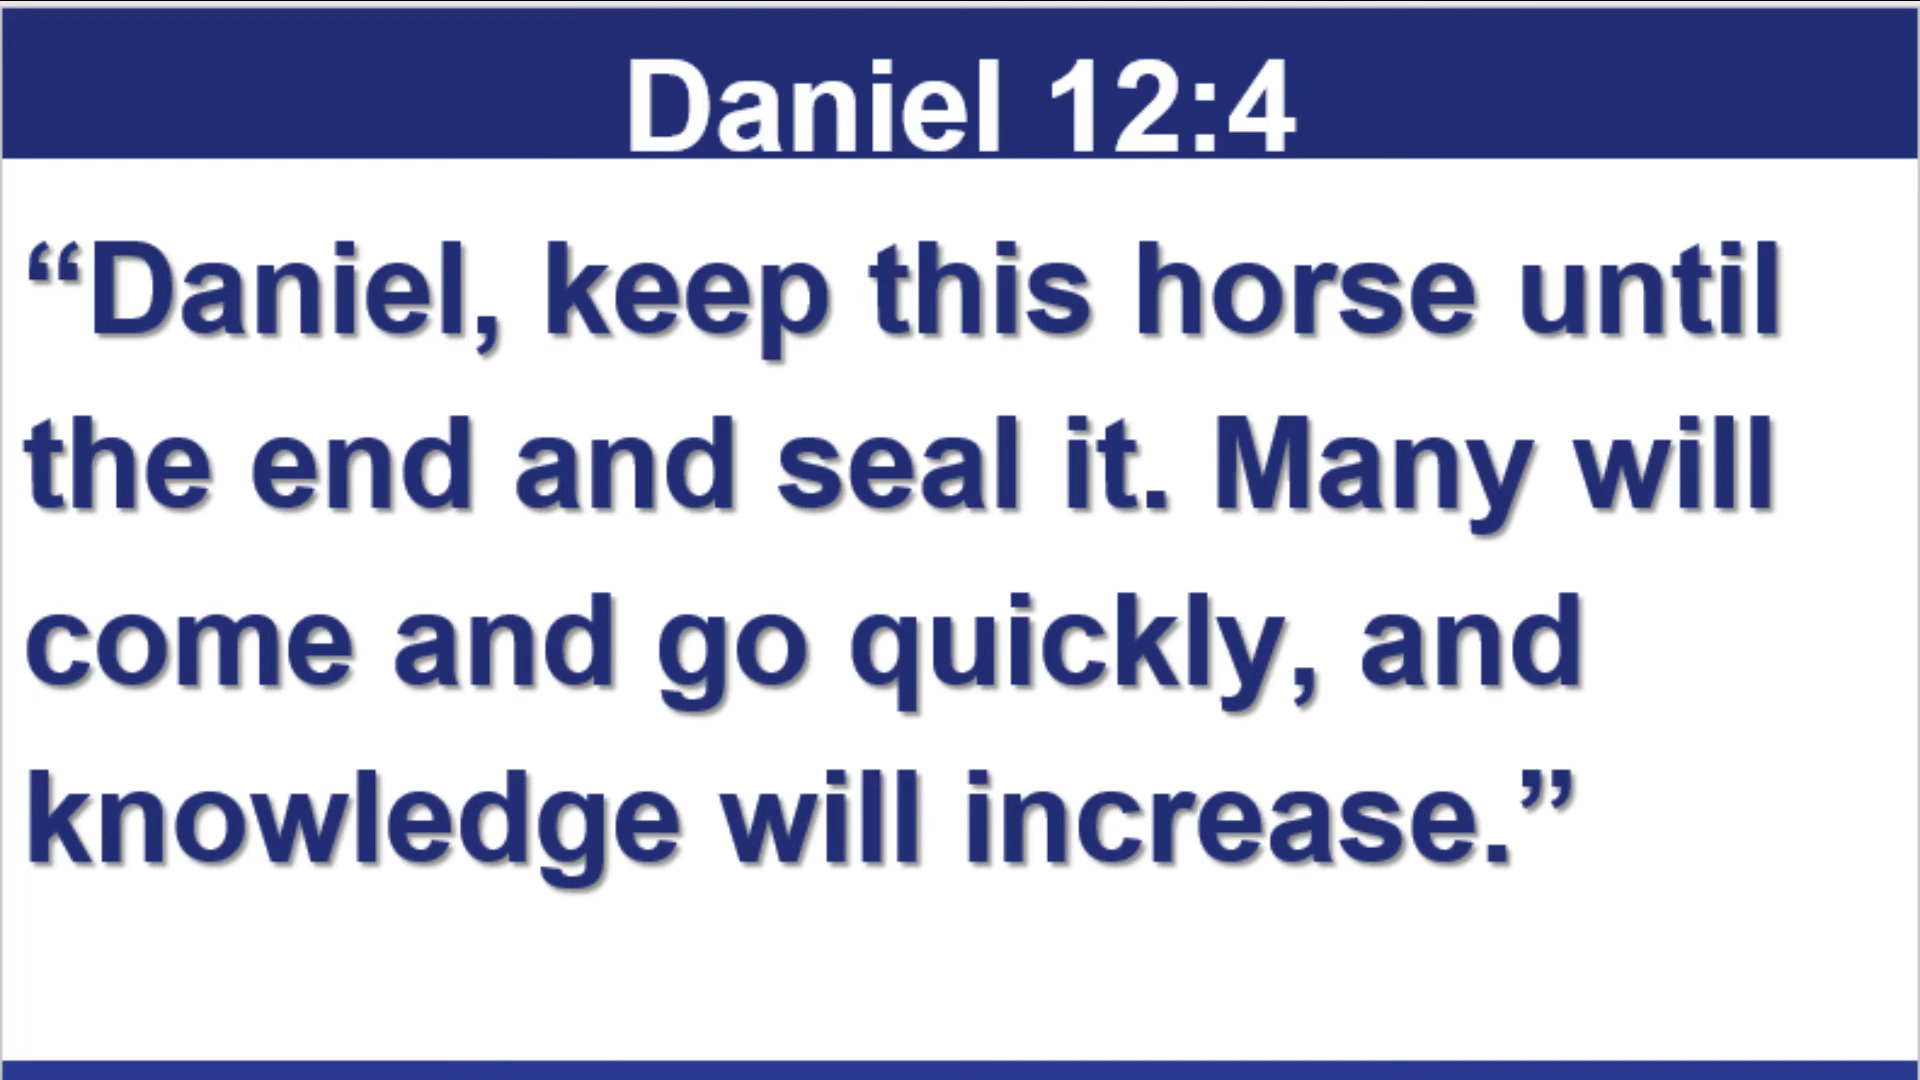 Daniel 12:4
“Daniel, keep this horse until
the end and seal it. Many will
come and go quickly, and
knowledge will increase.”